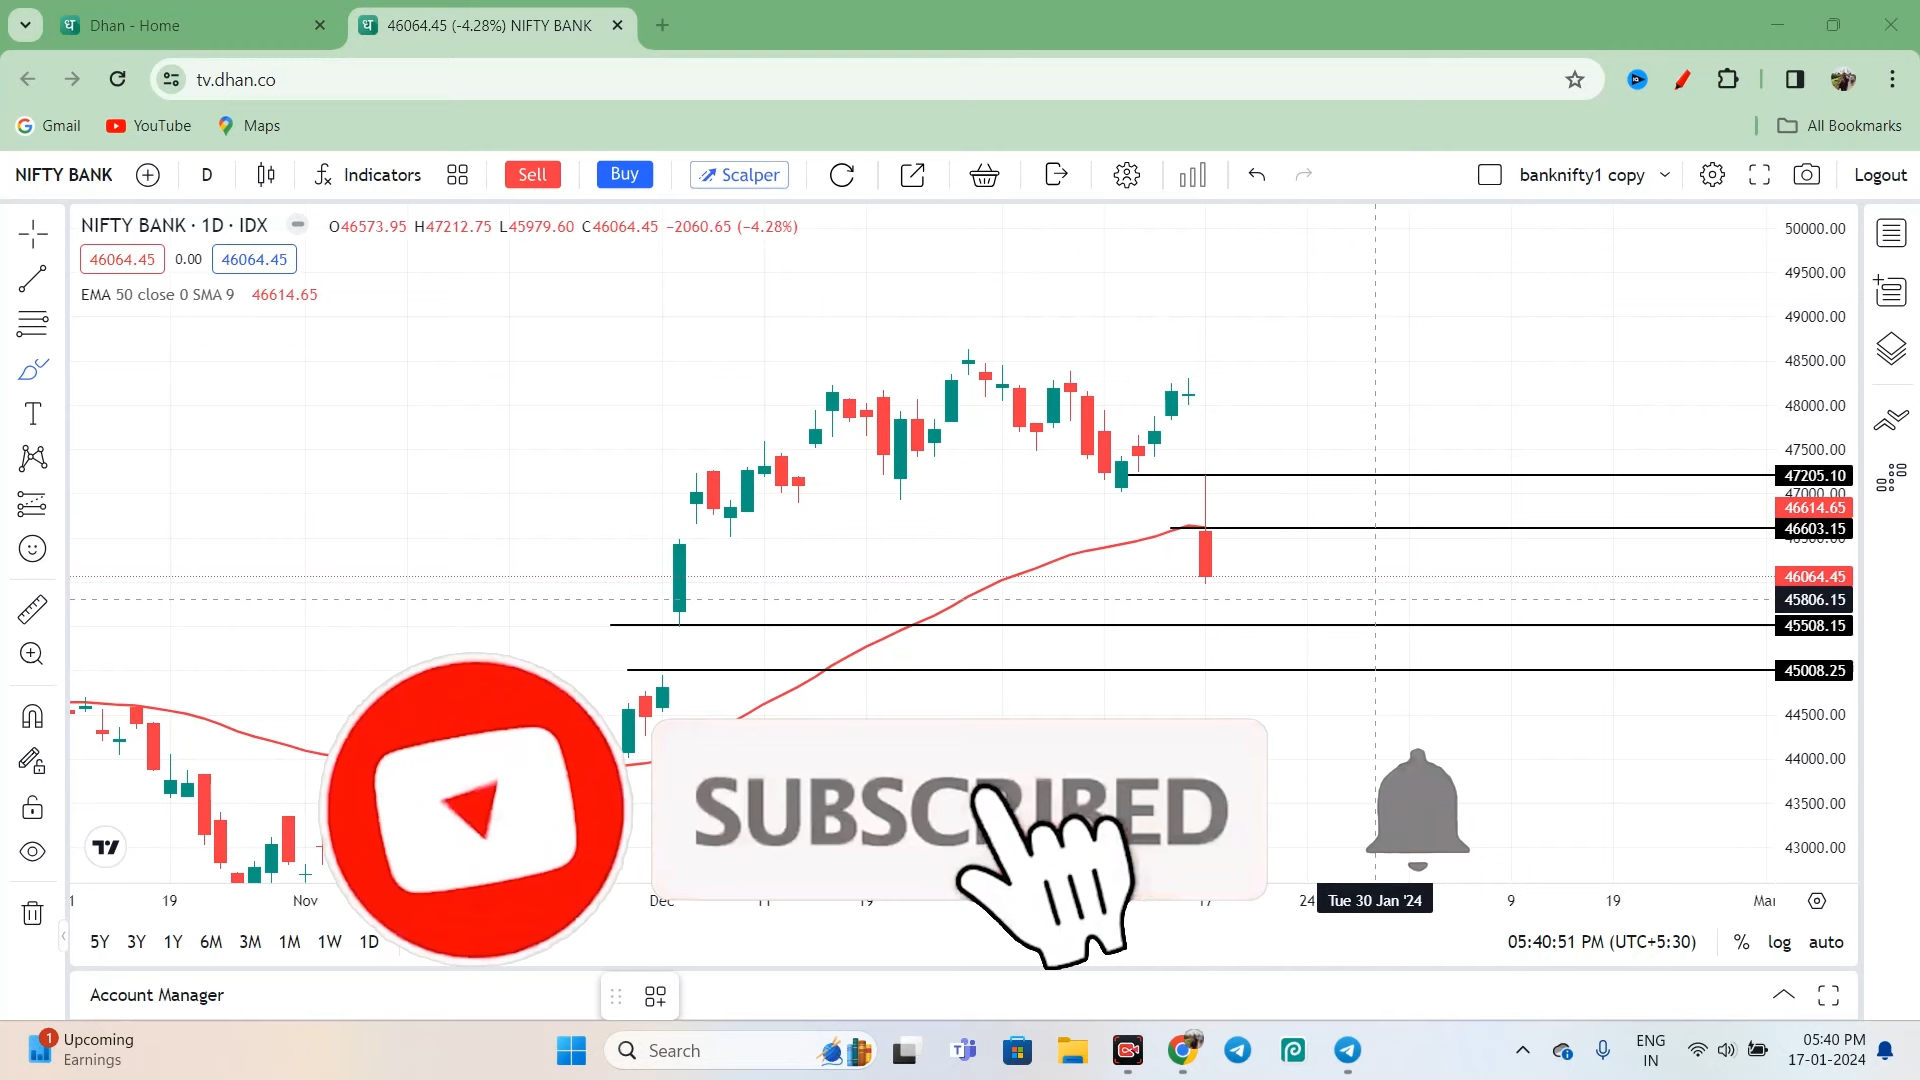 Dhan - Home
46064.45 (-4.28%) NIFTY BANK
tv.dhan.co
Gmail
YouTube
Maps
All Bookmarks
NIFTY BANK
D
Indicators
Sell
Buy
Scalper
banknifty1 copy
Logout
NIFTY BANK · 1D · IDX
O46573.95 H47212.75 L45979.60 C46064.45 −2060.65 (−4.28%)
46064.45
0.00
46064.45
EMA 50 close 0 SMA 9 46614.65
50000.00
49500.00
49000.00
48500.00
48000.00
47500.00
47205.10
47000.00
46614.65
46603.15
46064.45
45806.15
45508.15
45008.25
44500.00
44000.00
43500.00
43000.00
SUBSCRIBED
19
Nov
Dec
11
19
17
24
Tue 30 Jan '24
9
19
Mar
5Y 3Y 1Y 6M 3M 1M 1W 1D
05:40:51 PM (UTC+5:30)
% log auto
Account Manager
1
Upcoming
Earnings
Search
ENG
IN
05:40 PM
17-01-2024